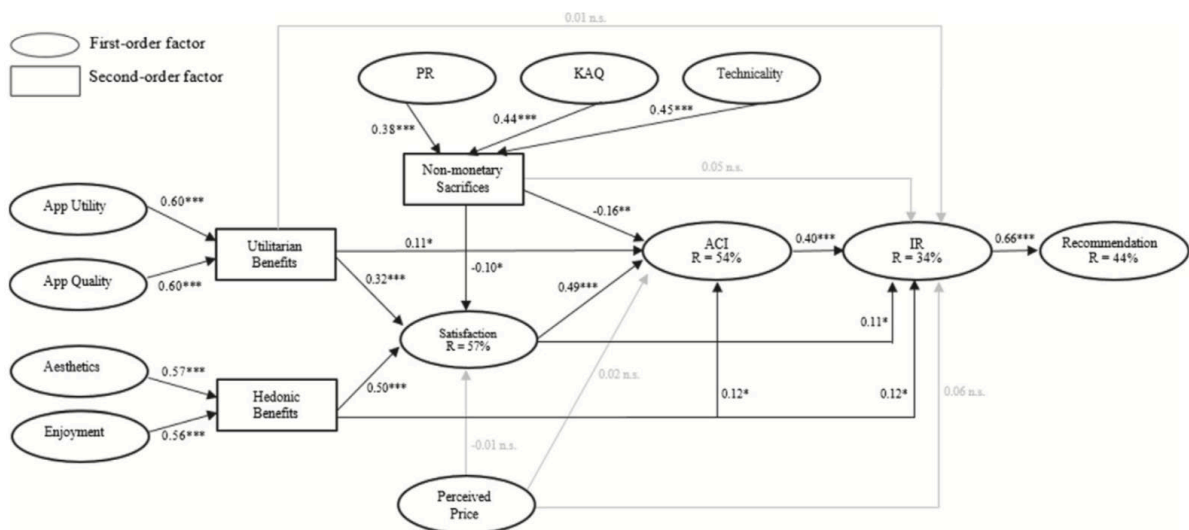 0.01 n.s.
First-order factor
Second-order factor
PR
KAQ
Technicality
0.38***
0.44***
0.45***
Non-monetary
Sacrifices
0.05 n.s.
App Utility
0.60***
-0.16**
Utilitarian
Benefits
0.11*
ACI
R = 54%
0.40***
IR
R = 34%
0.66***
Recommendation
R = 44%
App Quality
0.60***
0.32***
-0.10*
0.49***
Satisfaction
R = 57%
0.11*
Aesthetics
0.57***
0.50***
0.02 n.s.
Hedonic
Benefits
0.12*
0.12*
0.06 n.s.
Enjoyment
0.56***
-0.01 n.s.
Perceived
Price